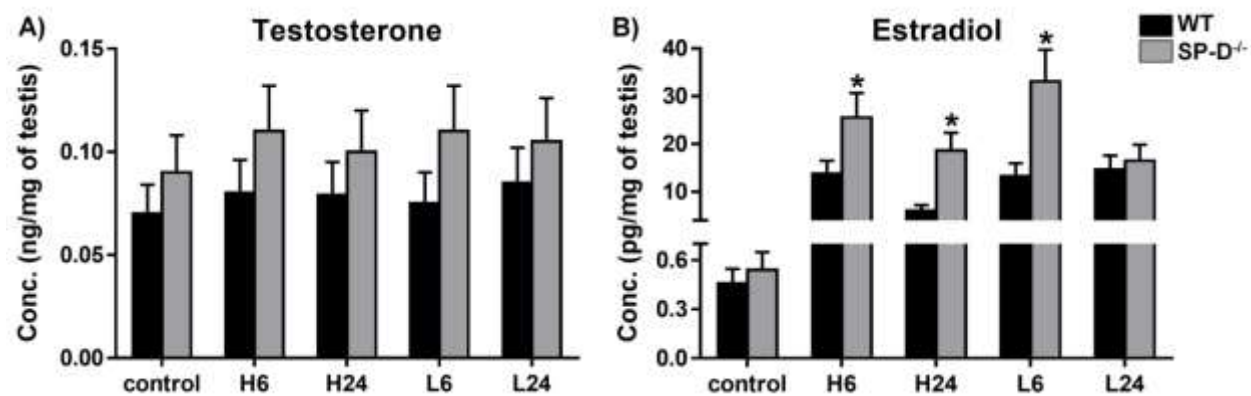 A) Testosterone
Conc. (ng/mg of testis)
0.15
0.10
0.05
0.00
control H6 H24 L6 L24
B) Estradiol
WT
SP-D-/-
Conc. (pg/mg of testis)
40
30
20
10
0.6
0.3
0.0
* * *
control H6 H24 L6 L24